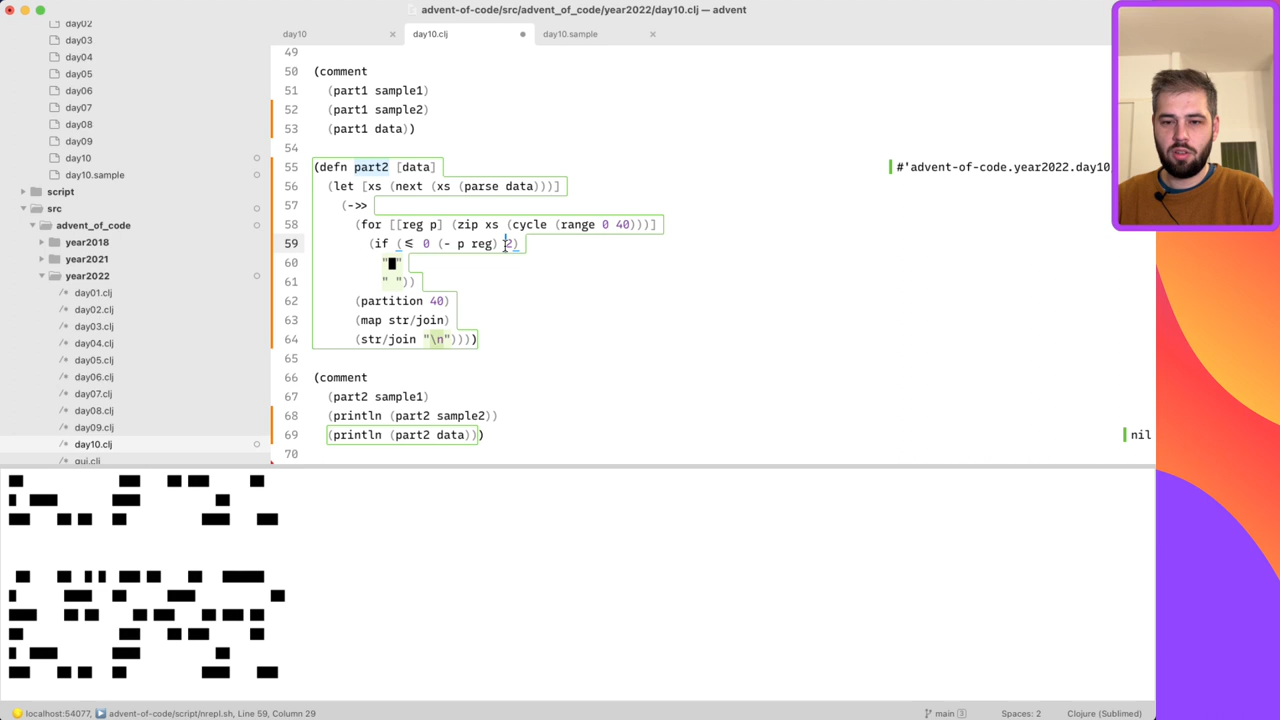 advent-of-code/src/advent_of_code/year2022/day10.clj — advent
day02
day03
day04
day05
day06
day07
day08
day09
day10
day10.sample
script
src
advent_of_code
year2018
year2021
year2022
/* day01.clj
/* day02.clj
/* day03.clj
/* day04.clj
/* day05.clj
/* day06.clj
/* day07.clj
/* day08.clj
/* day09.clj
/* day10.clj
/* gui.clj
day10 × day10.clj day10.sample ×
49
50 (comment
51 (part1 sample1)
52 (part1 sample2)
53 (part1 data))
54
55 (defn part2 [data] #'advent-of-code.year2022.day10
56 (let [xs (next (xs (parse data)))]
57 (->>
58 (for [[reg p] (zip xs (cycle (range 0 40)))]
59 (if (≤ 0 (- p reg) 2)
60 "█"
61 " "))
62 (partition 40)
63 (map str/join)
64 (str/join "\n"))))
65
66 (comment
67 (part2 sample1)
68 (println (part2 sample2))
69 (println (part2 data))) nil
70
localhost:54077, advent-of-code/script/nrepl.sh, Line 59, Column 29 main 3 Spaces: 2 Clojure (Sublimed)